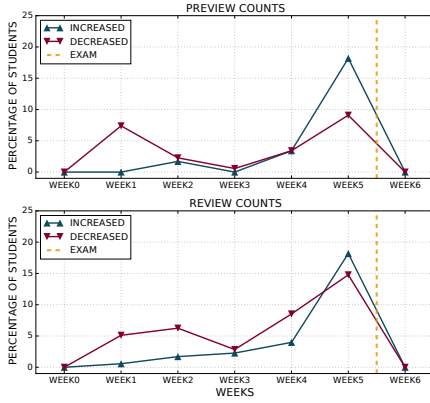 PREVIEW COUNTS
PERCENTAGE OF STUDENTS
25
20
15
10
5
0
INCREASED
DECREASED
EXAM
WEEK0 WEEK1 WEEK2 WEEK3 WEEK4 WEEK5 WEEK6
REVIEW COUNTS
PERCENTAGE OF STUDENTS
25
20
15
10
5
0
INCREASED
DECREASED
EXAM
WEEK0 WEEK1 WEEK2 WEEK3 WEEK4 WEEK5 WEEK6
WEEKS